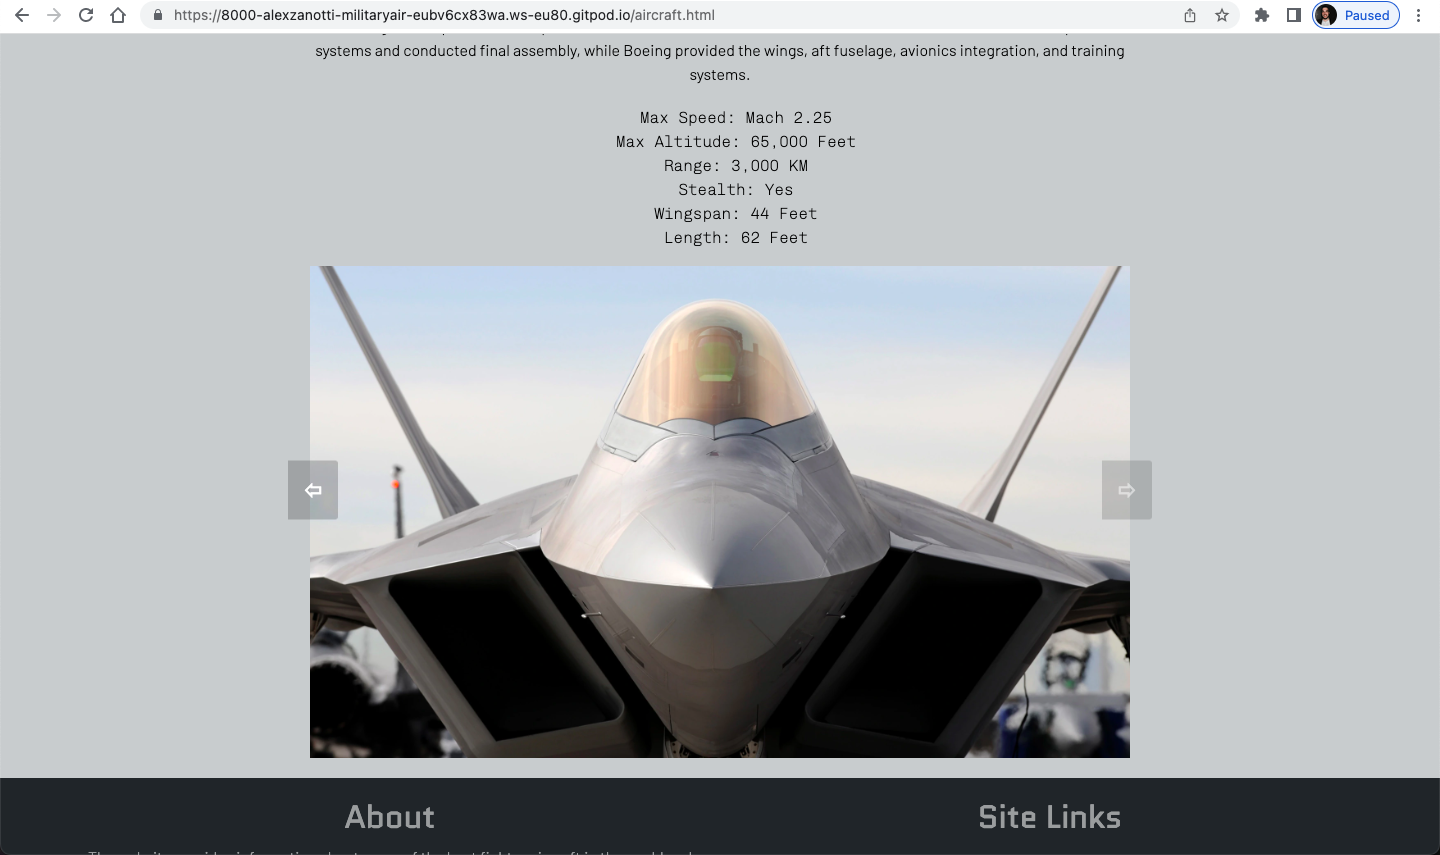 https://8000-alexzanotti-militaryair-eubv6cx83wa.ws-eu80.gitpod.io/aircraft.html
Paused
systems and conducted final assembly, while Boeing provided the wings, aft fuselage, avionics integration, and training
systems.
Max Speed: Mach 2.25
Max Altitude: 65,000 Feet
Range: 3,000 KM
Stealth: Yes
Wingspan: 44 Feet
Length: 62 Feet
About
Site Links